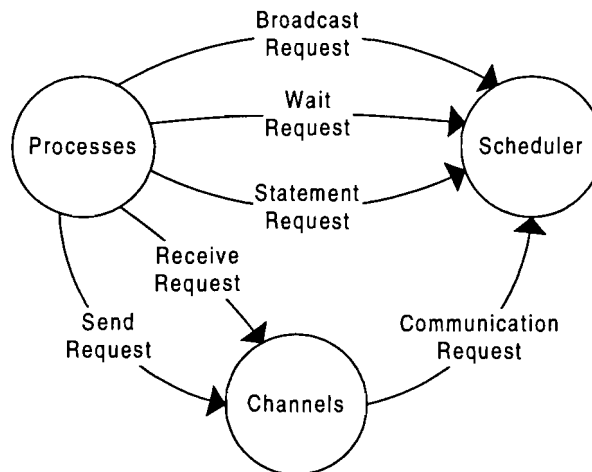 Broadcast
Request
Wait
Request
Processes
Scheduler
Statement
Request
Receive
Request
Send
Request
Communication
Request
Channels